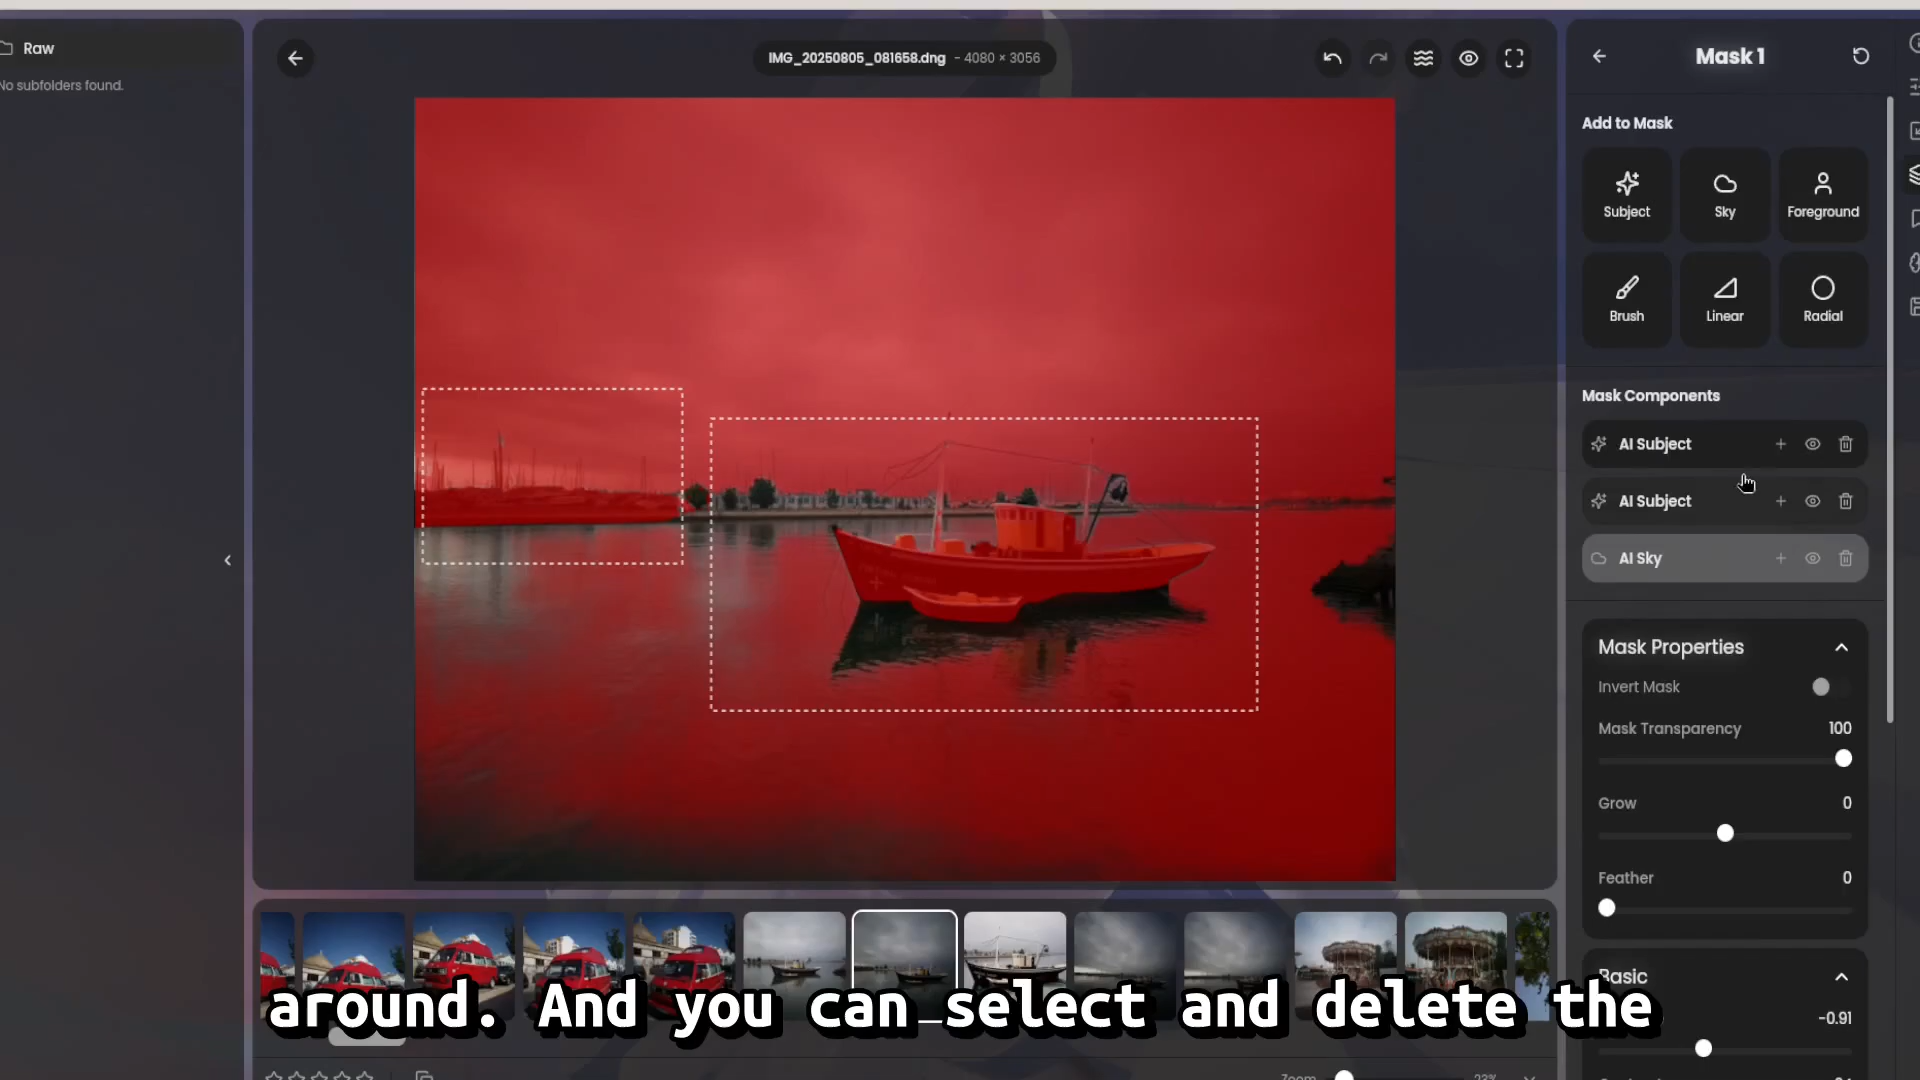 Raw
No subfolders found.
IMG_20250805_081658.dng - 4080 × 3056
Mask 1
Add to Mask
Subject
Sky
Foreground
Brush
Linear
Radial
Mask Components
AI Subject
AI Subject
AI Sky
Mask Properties
Invert Mask
Mask Transparency 100
Grow 0
Feather 0
Basic
-0.91
around. And you can select and delete the
Zoom 23%